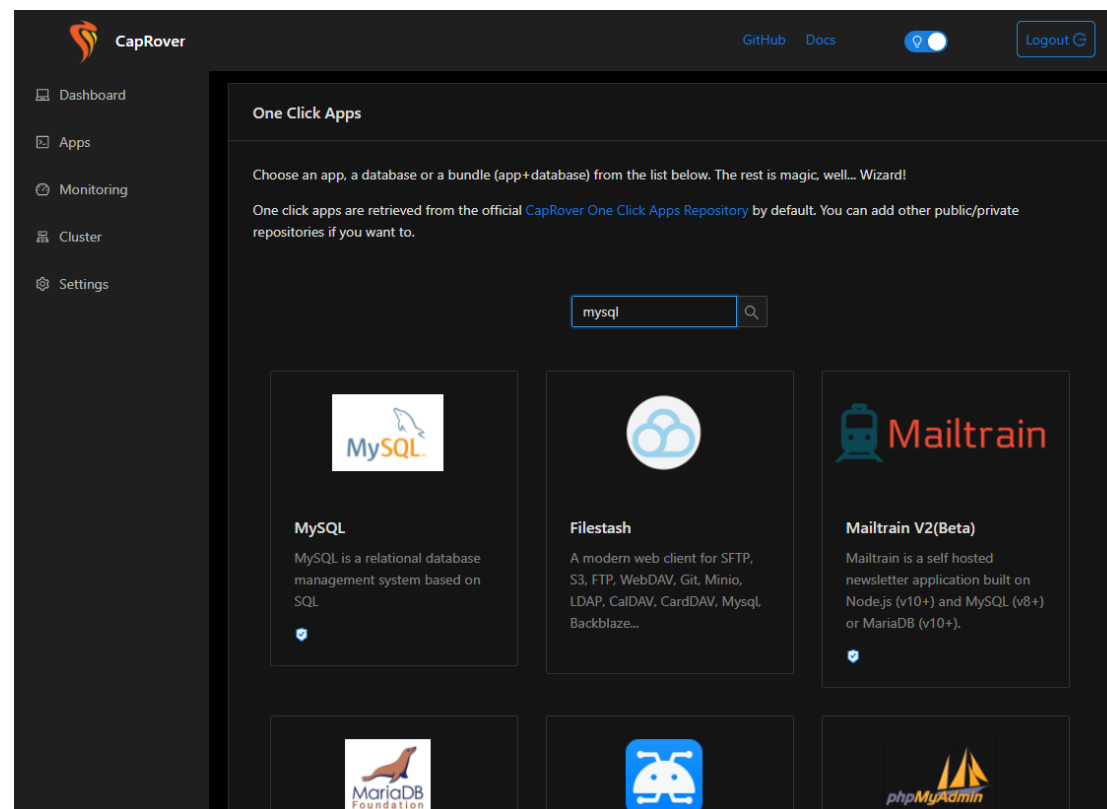 CapRover
GitHub Docs
Logout
Dashboard
Apps
Monitoring
Cluster
Settings
One Click Apps
Choose an app, a database or a bundle (app+database) from the list below. The rest is magic, well... Wizard!
One click apps are retrieved from the official CapRover One Click Apps Repository by default. You can add other public/private
repositories if you want to.
mysql
MySQL
MySQL
MySQL is a relational database
management system based on
SQL
Filestash
A modern web client for SFTP,
S3, FTP, WebDAV, Git, Minio,
LDAP, CalDAV, CardDAV, Mysql,
Backblaze...
Mailtrain
Mailtrain V2(Beta)
Mailtrain is a self hosted
newsletter application built on
Node.js (v10+) and MySQL (v8+)
or MariaDB (v10+).
MariaDB
Foundation
phpMyAdmin